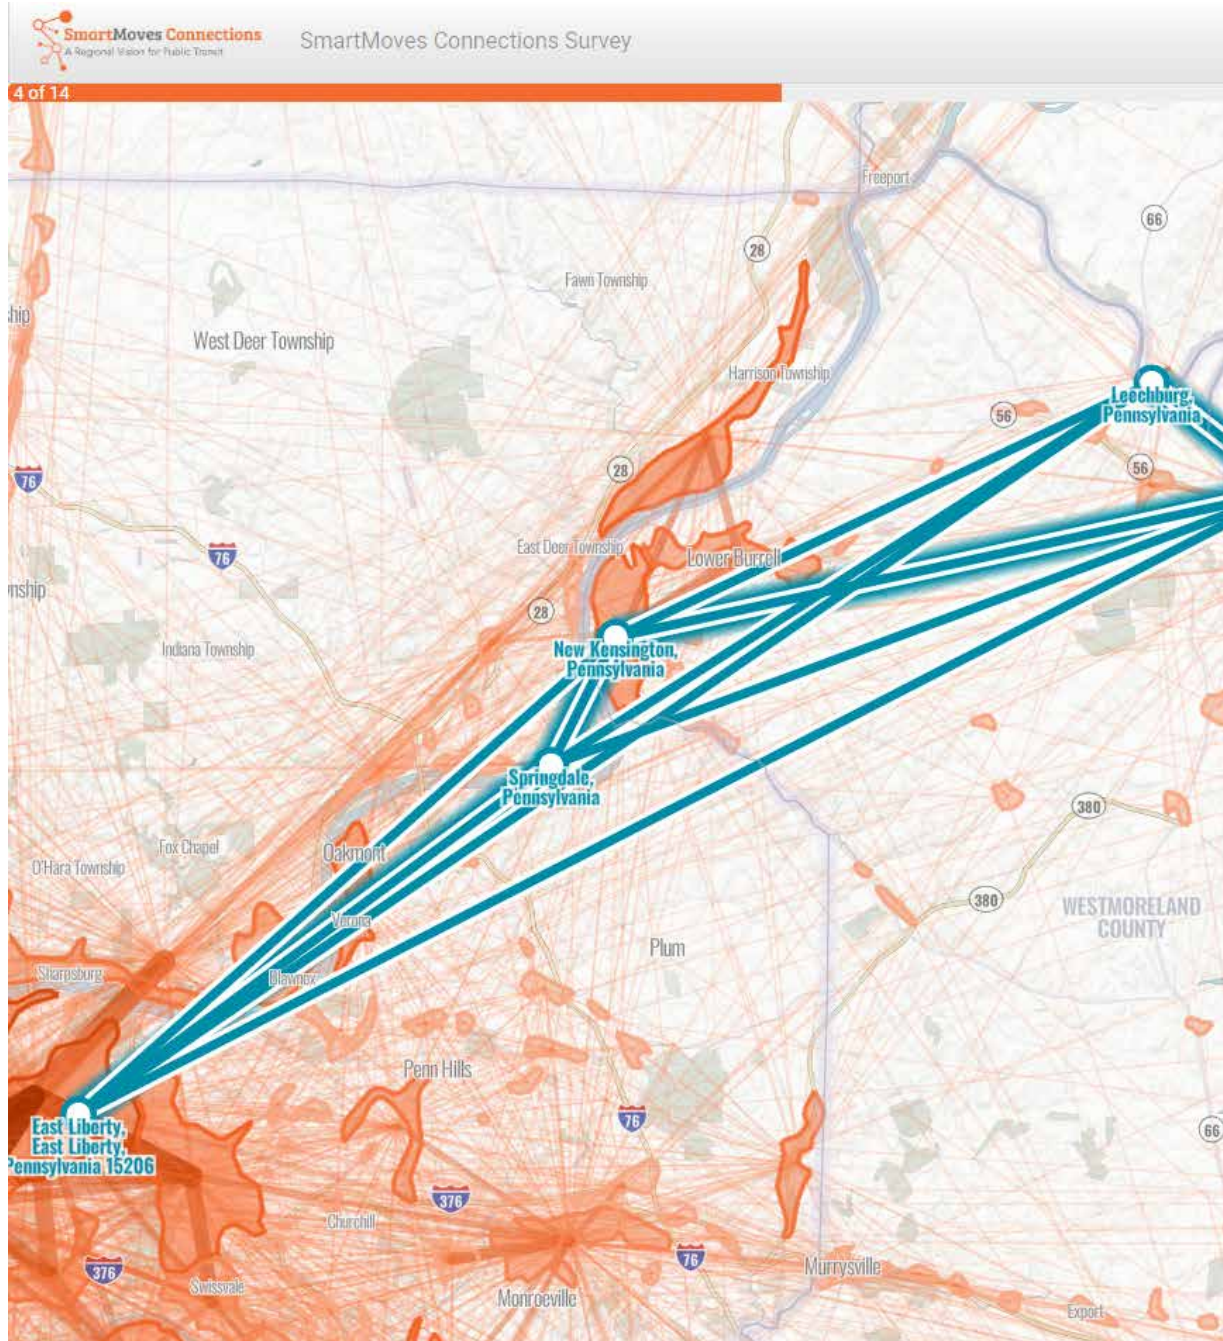 SmartMoves Connections
A Regional Vision for Public Transit
SmartMoves Connections Survey
4 of 14
Freeport
66
28
Fawn Township
hip
West Deer Township
Harrison Township
Leechburg,
Pennsylvania
56
28
56
76
76
East Deer Township
Lower Burrell
nship
28
Indiana Township
New Kensington,
Pennsylvania
Springdale,
Pennsylvania
380
Fox Chapel
Oakmont
O'Hara Township
380
WESTMORELAND
COUNTY
Verona
Plum
Sharpsburg
Blawnox
Penn Hills
76
66
East Liberty,
East Liberty,
Pennsylvania 15206
376
Churchill
76
Murrysville
376
Swissvale
Monroeville
Export